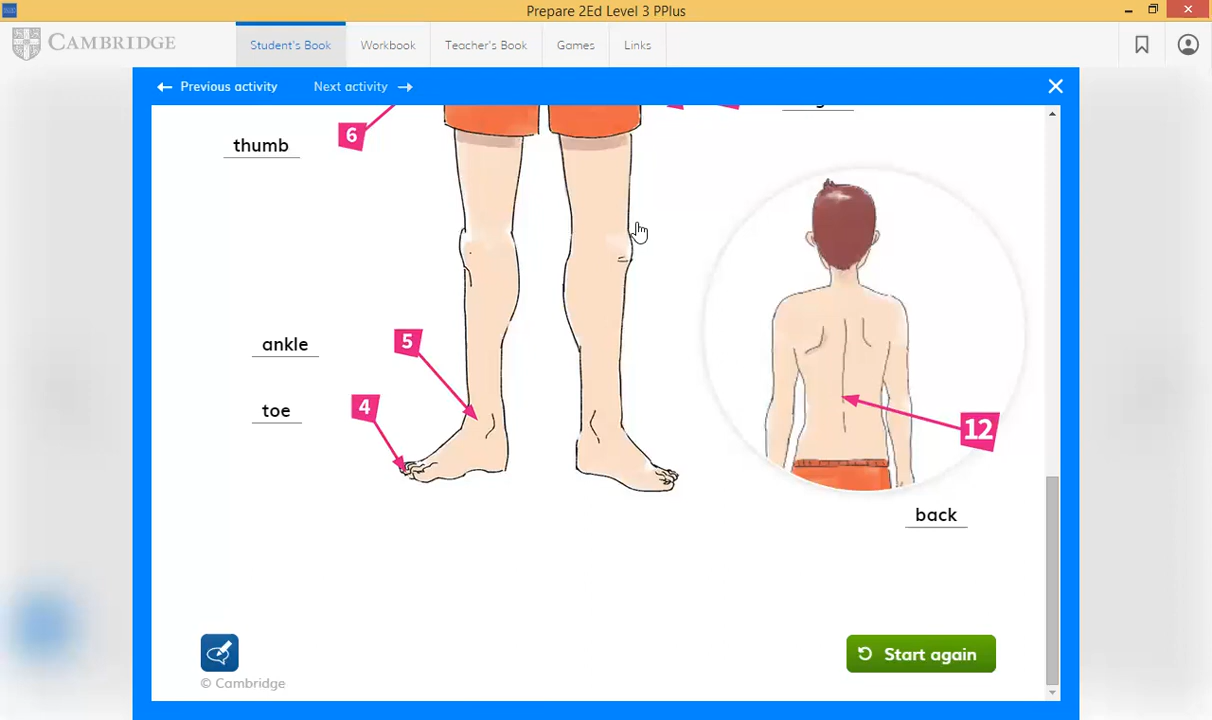 Prepare 2Ed Level 3 PPlus
CAMBRIDGE
Student's Book
Workbook
Teacher's Book
Games
Links
Previous activity
Next activity
6
thumb
5
ankle
4
toe
12
back
Start again
© Cambridge